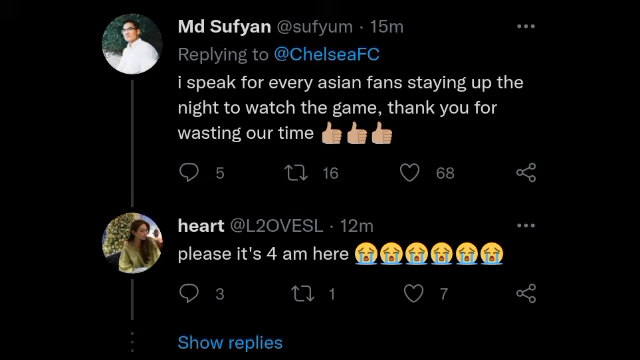 Md Sufyan @sufyum · 15m
Replying to @ChelseaFC
i speak for every asian fans staying up the
night to watch the game, thank you for
wasting our time 👍🏼👍🏼👍🏼
5 16 68
heart @L2OVESL · 12m
please it's 4 am here 😭😭😭😭😭😭
3 1 7
Show replies